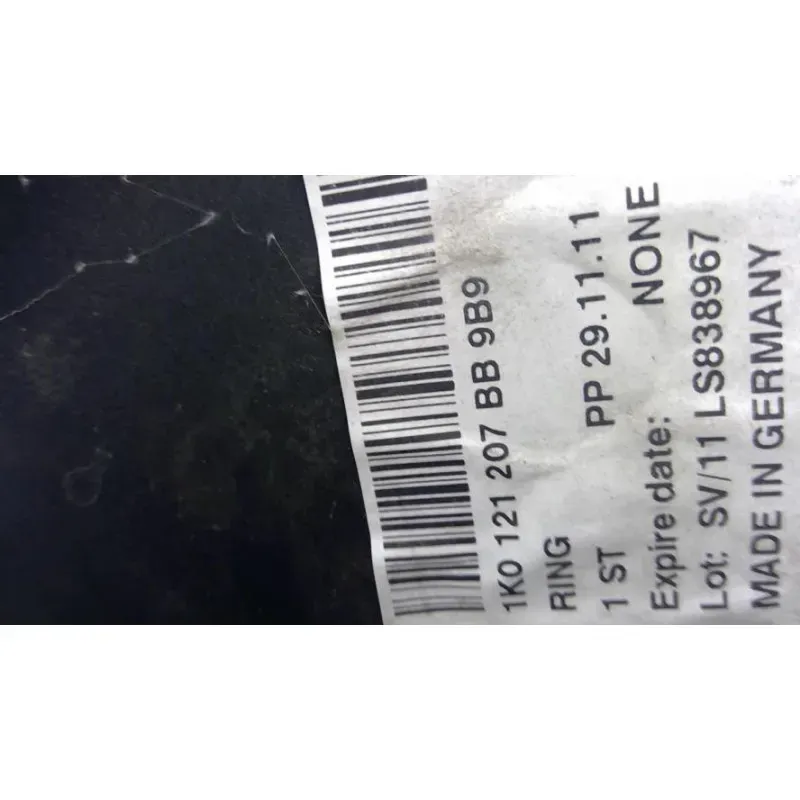 1K0 121 207 BB 9B9
RING
1 ST PP 29.11.11
Expire date: NONE
Lot: SV/11 LS838967
MADE IN GERMANY